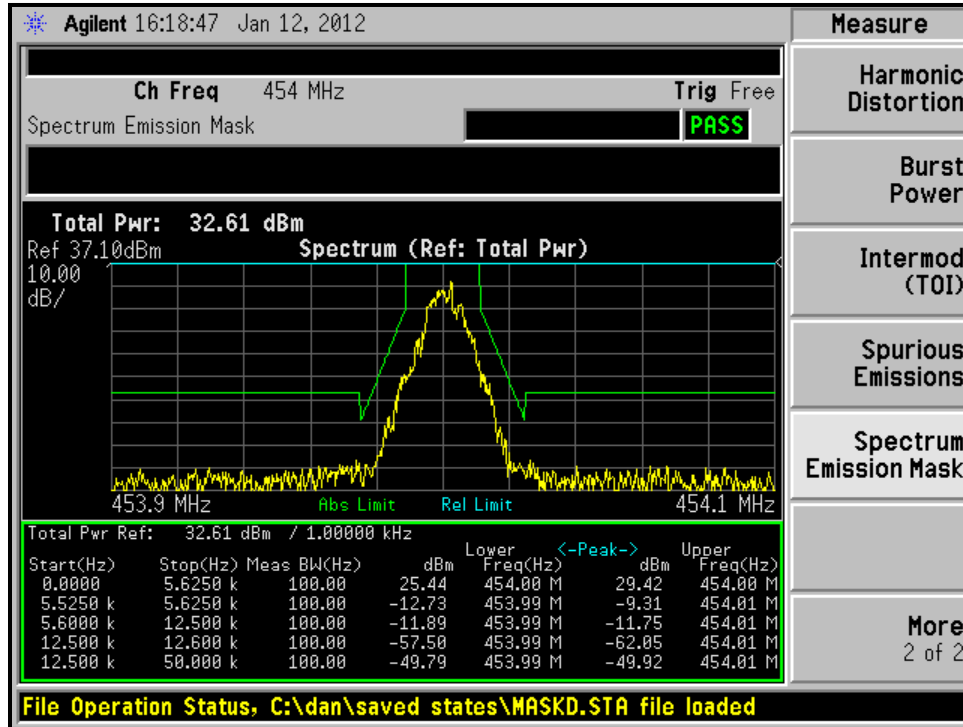 Agilent 16:18:47 Jan 12, 2012
Measure
Ch Freq 454 MHz Trig Free
Spectrum Emission Mask PASS
Harmonic
Distortion
Burst
Power
Intermod
(TOI)
Spurious
Emissions
Spectrum
Emission Mask
More
2 of 2
Total Pwr: 32.61 dBm
Ref 37.10dBm Spectrum (Ref: Total Pwr)
10.00
dB/
453.9 MHz Abs Limit Rel Limit 454.1 MHz
Total Pwr Ref: 32.61 dBm / 1.00000 kHz
Lower <-Peak-> Upper
Start(Hz) Stop(Hz) Meas BW(Hz) dBm Freq(Hz) dBm Freq(Hz)
0.0000 5.6250 k 100.00 25.44 454.00 M 29.42 454.00 M
5.5250 k 5.6250 k 100.00 -12.73 453.99 M -9.31 454.01 M
5.6000 k 12.500 k 100.00 -11.89 453.99 M -11.75 454.01 M
12.500 k 12.600 k 100.00 -57.50 453.99 M -62.05 454.01 M
12.500 k 50.000 k 100.00 -49.79 453.99 M -49.92 454.01 M
File Operation Status, C:\dan\saved states\MASKD.STA file loaded